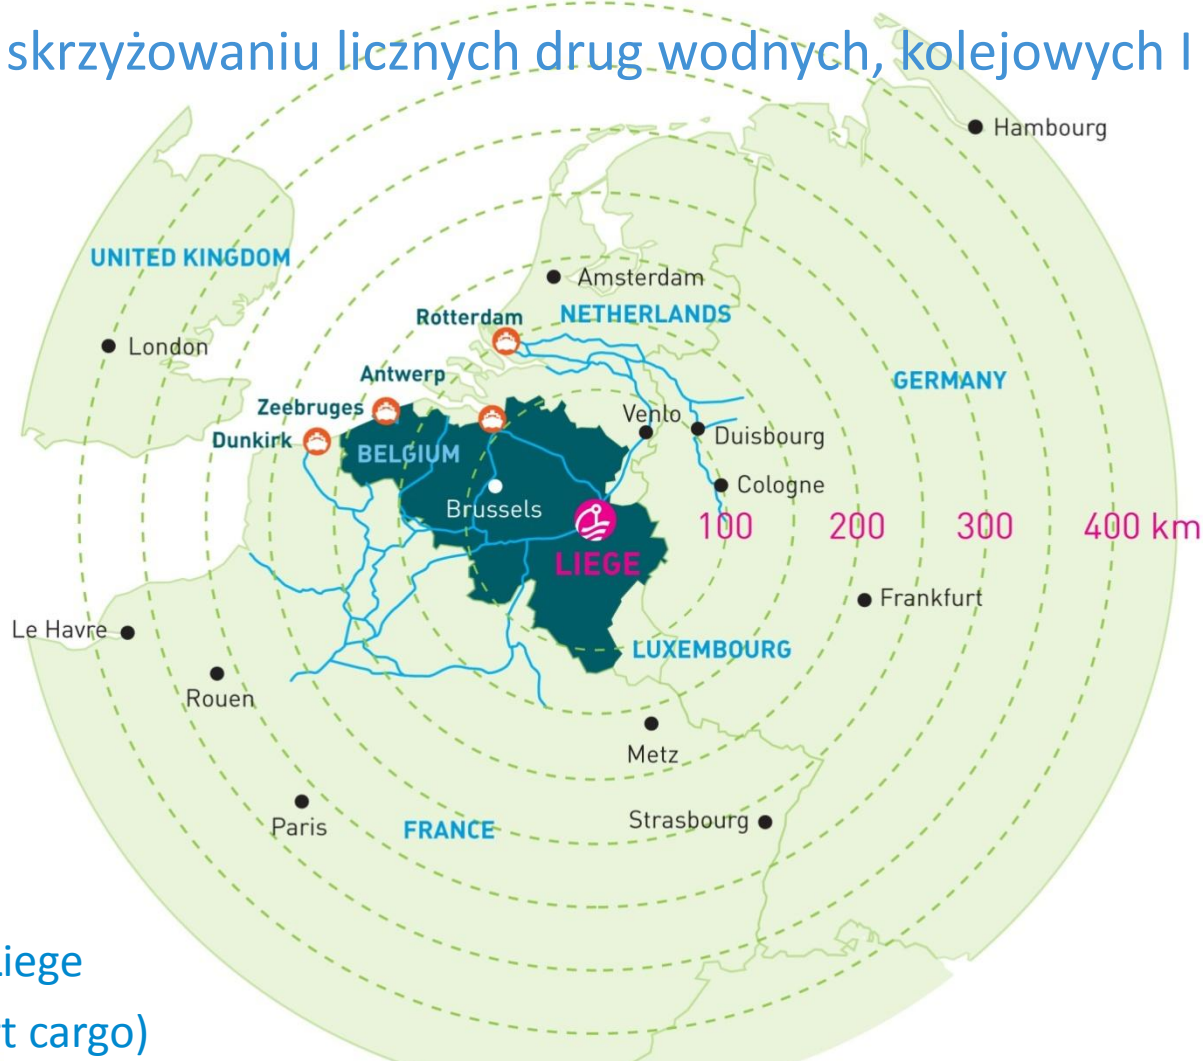 skrzyżowaniu licznych drug wodnych, kolejowych I
Hambourg
UNITED KINGDOM
Amsterdam
Rotterdam
NETHERLANDS
London
Antwerp
GERMANY
Zeebruges
Venlo
Dunkirk
Duisbourg
BELGIUM
Cologne
Brussels
100 200 300 400 km
LIEGE
Frankfurt
Le Havre
LUXEMBOURG
Rouen
Metz
Strasbourg
Paris
FRANCE
Liege
cargo)